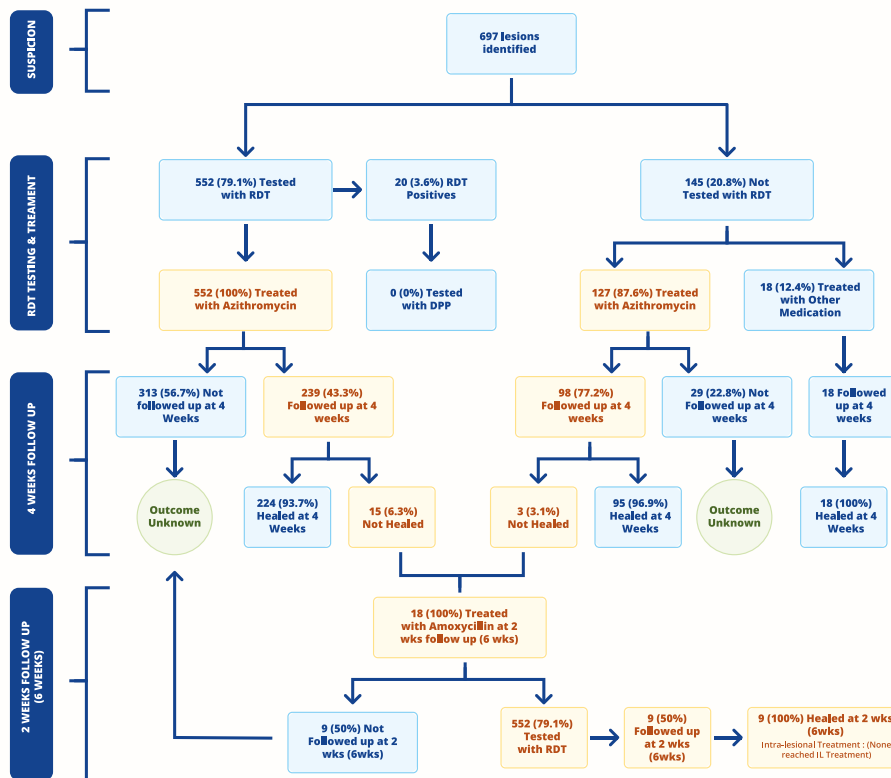 SUSPICION
697 lesions
identified
RDT TESTING & TREAMENT
552 (79.1%) Tested
with RDT
20 (3.6%) RDT
Positives
145 (20.8%) Not
Tested with RDT
552 (100%) Treated
with Azithromycin
0 (0%) Tested
with DPP
127 (87.6%) Treated
with Azithromycin
18 (12.4%) Treated
with Other
Medication
4 WEEKS FOLLOW UP
313 (56.7%) Not
followed up at 4
Weeks
239 (43.3%)
Followed up at 4
weeks
98 (77.2%)
Followed up at 4
weeks
29 (22.8%) Not
Followed up at 4
weeks
18 Followed
up at 4
weeks
Outcome
Unknown
224 (93.7%)
Healed at 4
Weeks
15 (6.3%)
Not Healed
3 (3.1%)
Not Healed
95 (96.9%)
Healed at 4
Weeks
Outcome
Unknown
18 (100%)
Healed at 4
Weeks
2 WEEKS FOLLOW UP
(6 WEEKS)
18 (100%) Treated
with Amoxycillin at 2
wks follow up (6 wks)
9 (50%) Not
Followed up at 2
wks (6wks)
552 (79.1%)
Tested
with RDT
9 (50%)
Followed up
at 2 wks
(6wks)
9 (100%) Healed at 2 wks
(6wks)
Intra-lesional Treatment : (None
reached IL Treatment)